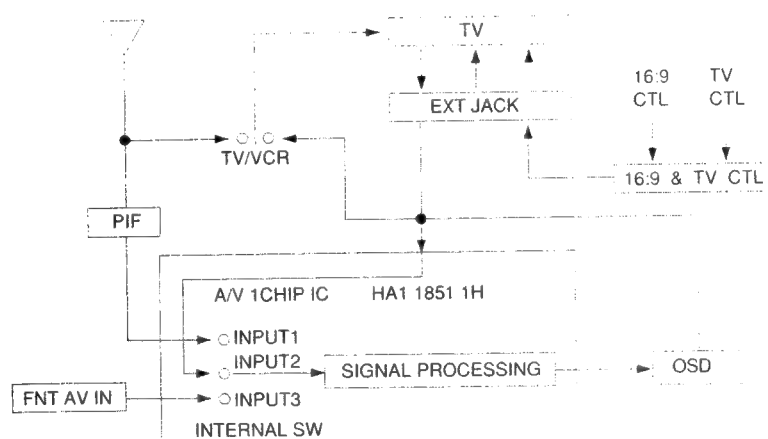 TV
16:9 TV
CTL CTL
EXT JACK
TV/VCR
16:9 & TV CTL
PIF
A/V 1CHIP IC HA1 1851 1H
INPUT1
INPUT2
SIGNAL PROCESSING
OSD
FNT AV IN
INPUT3
INTERNAL SW